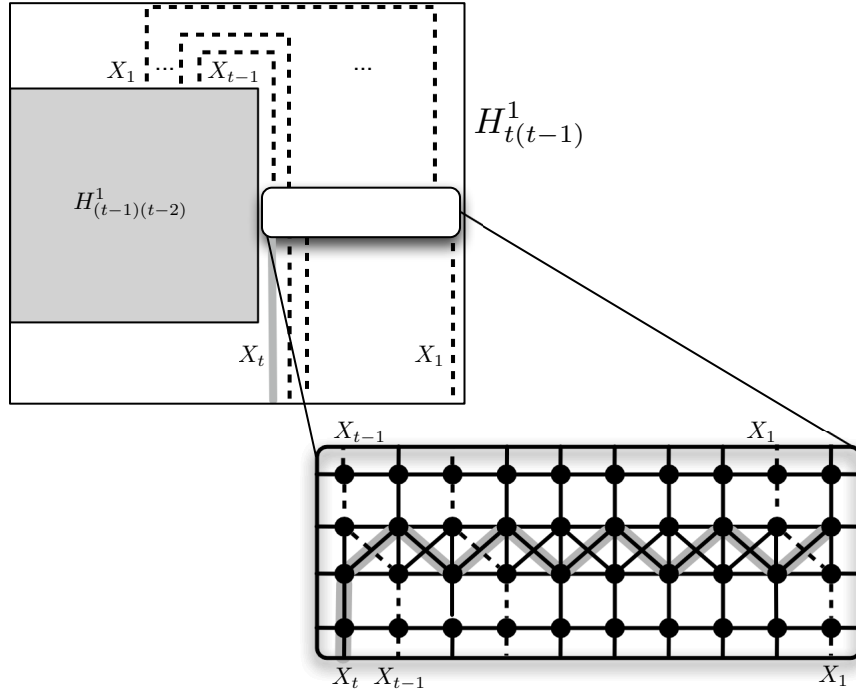 ... ...
X_1 X_{t-1}
H^1_{t(t-1)}
H^1_{(t-1)(t-2)}
X_t X_1
X_{t-1} X_1
X_t X_{t-1} X_1